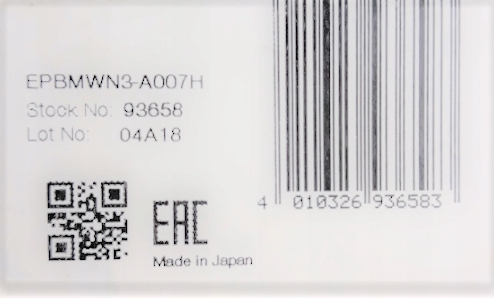 EPBMWN3-A007H
Stock No: 93658
Lot No: 04A18
EAC
Made in Japan
4 010326 936583